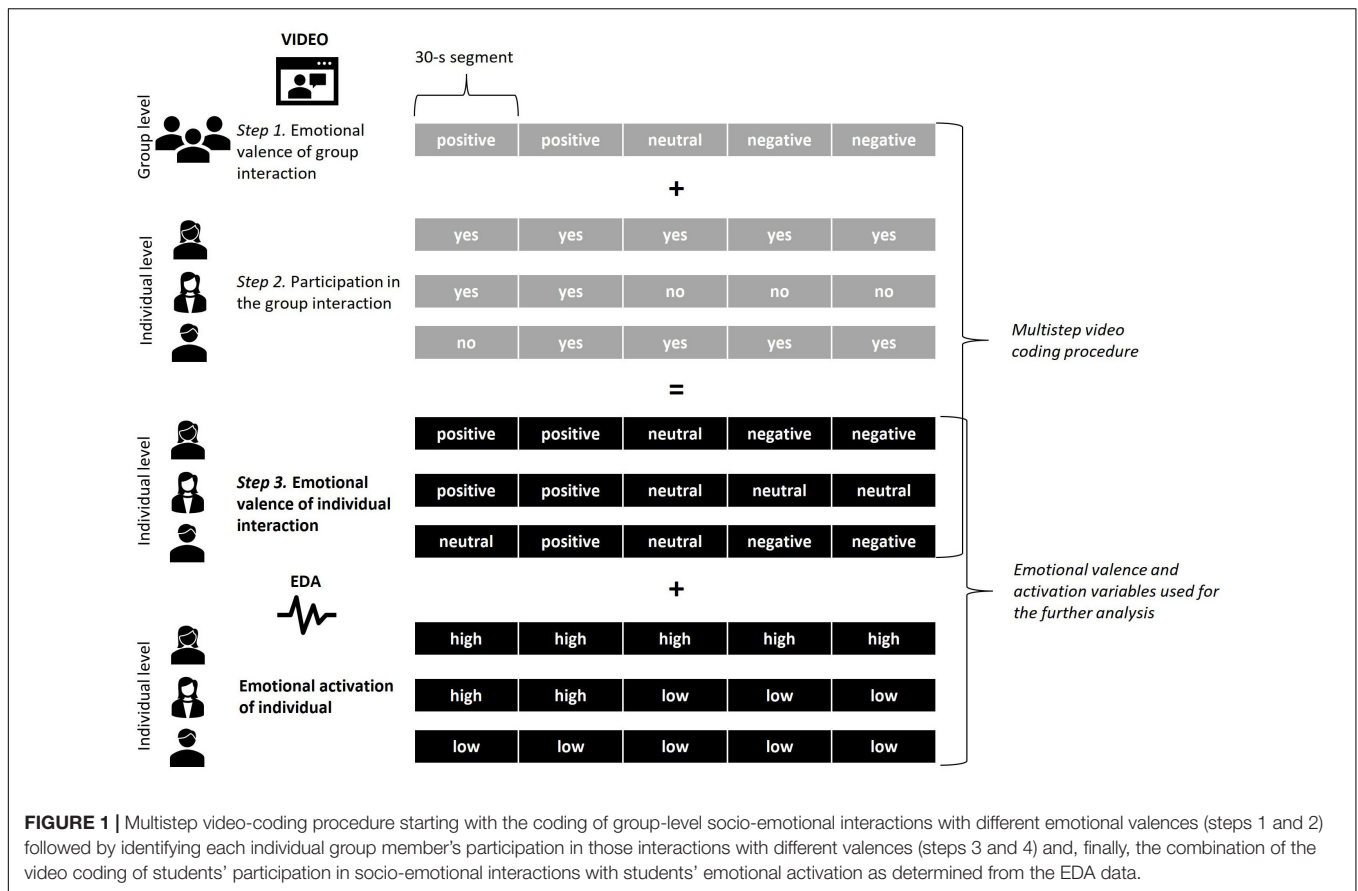 VIDEO
30-s segment
Group level
Step 1. Emotional
valence of group
interaction
positive positive neutral negative negative
+
Individual level
Step 2. Participation in
the group interaction
yes yes yes yes yes
yes yes no no no
no yes yes yes yes
Multistep video
coding procedure
=
Individual level
Step 3. Emotional
valence of individual
interaction
positive positive neutral negative negative
positive positive neutral neutral neutral
neutral positive neutral negative negative
EDA
+
Emotional valence and
activation variables used for
the further analysis
Individual level
Emotional activation
of individual
high high high high high
high high low low low
low low low low low
FIGURE 1 | Multistep video-coding procedure starting with the coding of group-level socio-emotional interactions with different emotional valences (steps 1 and 2)
followed by identifying each individual group member's participation in those interactions with different valences (steps 3 and 4) and, finally, the combination of the
video coding of students' participation in socio-emotional interactions with students' emotional activation as determined from the EDA data.